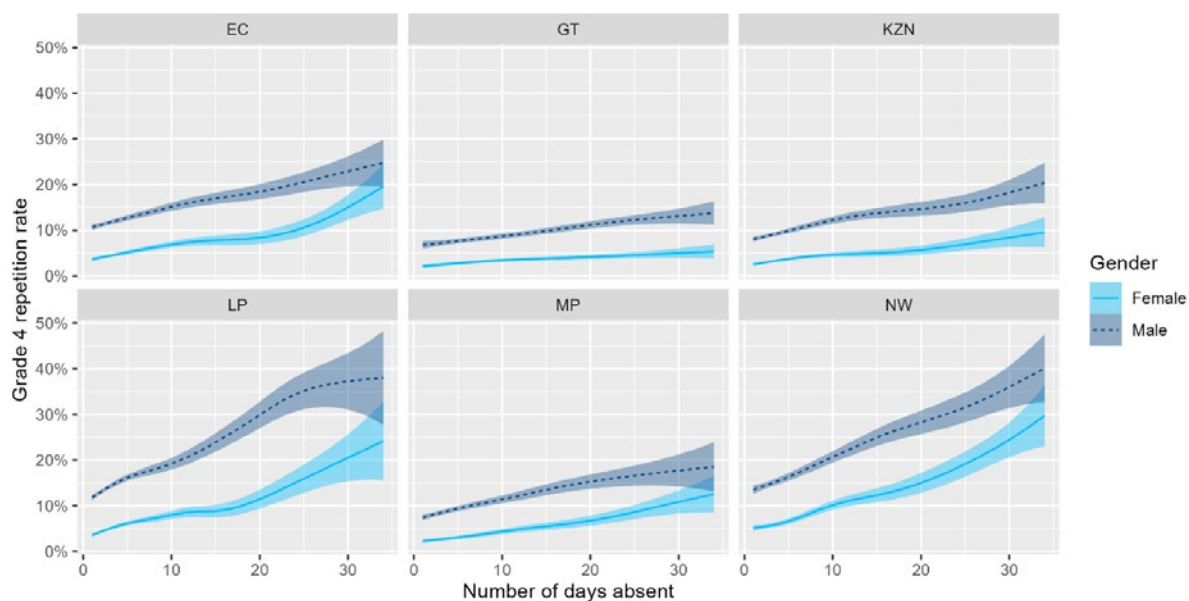 EC GT KZN
50%
40%
30%
20%
10%
0%
LP MP NW
50%
40%
30%
20%
10%
0%
0 10 20 30 0 10 20 30 0 10 20 30
Grade 4 repetition rate
Number of days absent
Gender
Female
Male